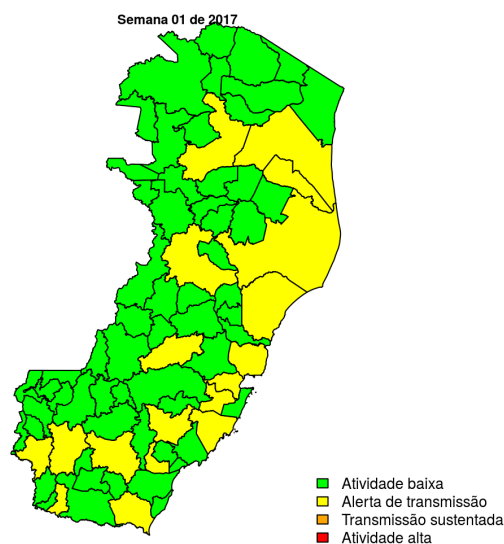 Semana 01 de 2017
Atividade baixa
Alerta de transmissão
Transmissão sustentada
Atividade alta